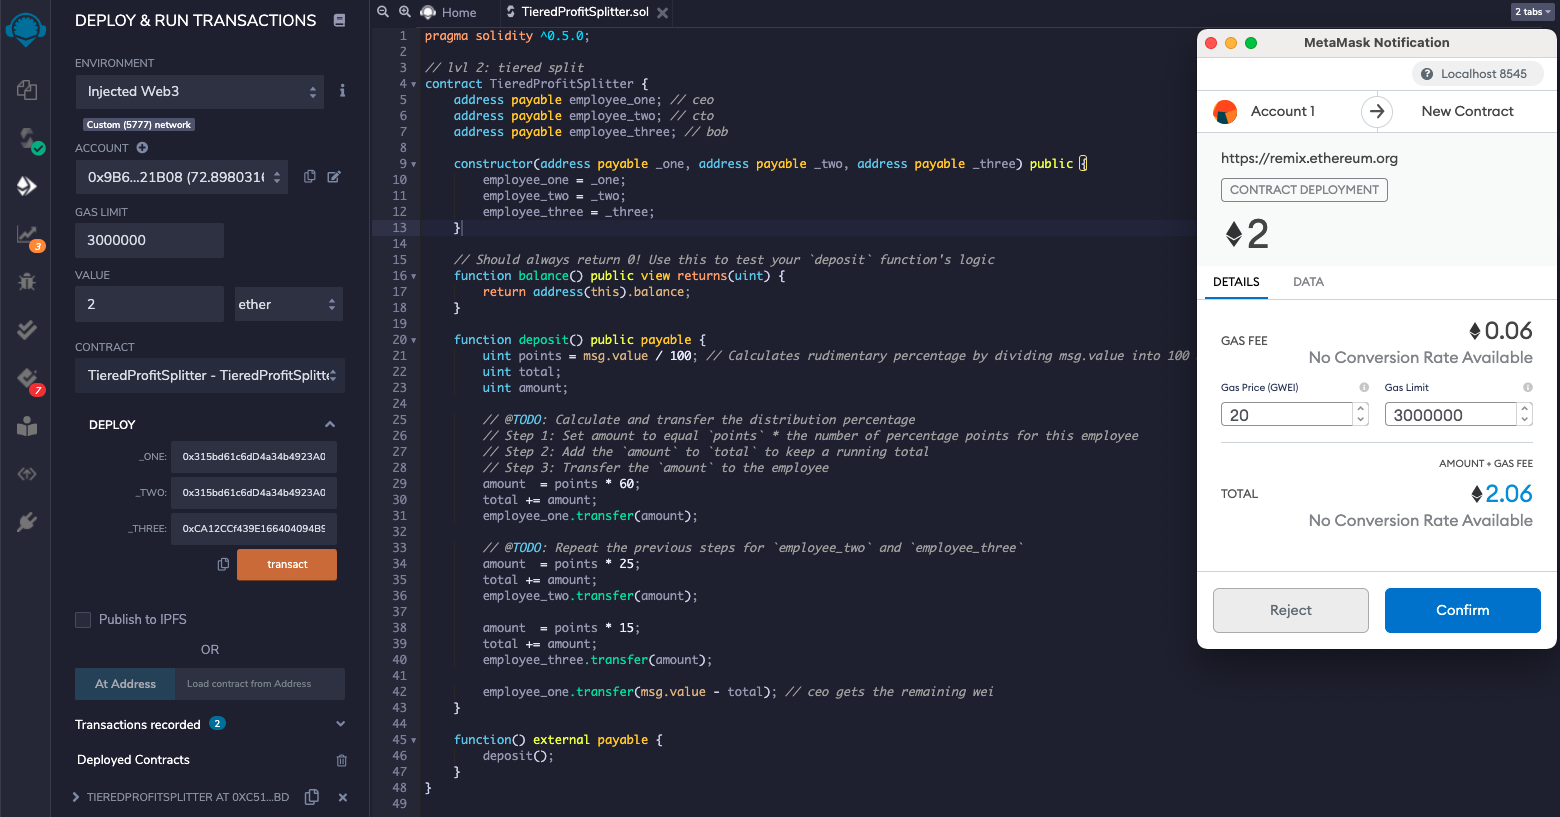 DEPLOY & RUN TRANSACTIONS
ENVIRONMENT
Injected Web3
i
Custom (5777) network
ACCOUNT
0x9B6...21B08 (72.898031
GAS LIMIT
3000000
VALUE
2
ether
CONTRACT
TieredProfitSplitter - TieredProfitSplitte
DEPLOY
_ONE:
0x315bd61c6dD4a34b4923A0
_TWO:
0x315bd61c6dD4a34b4923A0
_THREE:
0xCA12CCf439E166404094B9
transact
Publish to IPFS
OR
At Address
Load contract from Address
Transactions recorded 2
Deployed Contracts
TIEREDPROFITSPLITTER AT 0XC51...BD
3
7
Home
TieredProfitSplitter.sol
2 tabs
1 pragma solidity ^0.5.0;
2
3 // lvl 2: tiered split
4 contract TieredProfitSplitter {
5 address payable employee_one; // ceo
6 address payable employee_two; // cto
7 address payable employee_three; // bob
8
9 constructor(address payable _one, address payable _two, address payable _three) public {
10 employee_one = _one;
11 employee_two = _two;
12 employee_three = _three;
13 }
14
15 // Should always return 0! Use this to test your `deposit` function's logic
16 function balance() public view returns(uint) {
17 return address(this).balance;
18 }
19
20 function deposit() public payable {
21 uint points = msg.value / 100; // Calculates rudimentary percentage by dividing msg.value into 100
22 uint total;
23 uint amount;
24
25 // @TODO: Calculate and transfer the distribution percentage
26 // Step 1: Set amount to equal `points` * the number of percentage points for this employee
27 // Step 2: Add the `amount` to `total` to keep a running total
28 // Step 3: Transfer the `amount` to the employee
29 amount  = points * 60;
30 total += amount;
31 employee_one.transfer(amount);
32
33 // @TODO: Repeat the previous steps for `employee_two` and `employee_three`
34 amount  = points * 25;
35 total += amount;
36 employee_two.transfer(amount);
37
38 amount  = points * 15;
39 total += amount;
40 employee_three.transfer(amount);
41
42 employee_one.transfer(msg.value - total); // ceo gets the remaining wei
43 }
44
45 function() external payable {
46 deposit();
47 }
48 }
49
MetaMask Notification
? Localhost 8545
Account 1
New Contract
https://remix.ethereum.org
CONTRACT DEPLOYMENT
2
DETAILS
DATA
GAS FEE
0.06
No Conversion Rate Available
Gas Price (GWEI)
Gas Limit
20
3000000
AMOUNT + GAS FEE
TOTAL
2.06
No Conversion Rate Available
Reject
Confirm